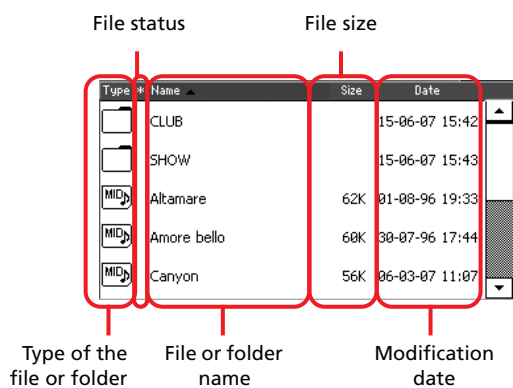 File status File size
Type * Name Size Date
CLUB 15-06-07 15:42
SHOW 15-06-07 15:43
MID Altamare 62K 01-08-96 19:33
MID Amore bello 60K 30-07-96 17:44
MID Canyon 56K 06-03-07 11:07
Type of the File or folder Modification
file or folder name date